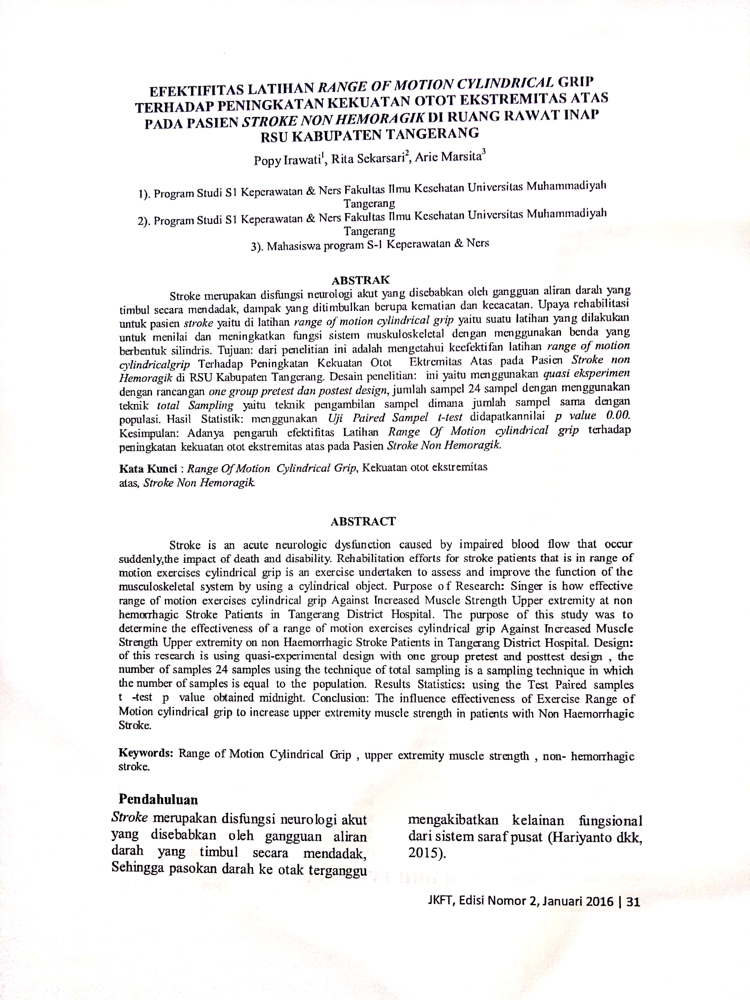 EFEKTIFITAS LATIHAN RANGE OF MOTION CYLINDRICAL GRIP
TERHADAP PENINGKATAN KEKUATAN OTOT EKSTREMITAS ATAS
PADA PASIEN STROKE NON HEMORAGIK DI RUANG RAWAT INAP
RSU KABUPATEN TANGERANG
Popy Irawati¹, Rita Sekarsari², Arie Marsita³
1). Program Studi S1 Keperawatan & Ners Fakultas Ilmu Kesehatan Universitas Muhammadiyah
Tangerang
2). Program Studi S1 Keperawatan & Ners Fakultas Ilmu Kesehatan Universitas Muhammadiyah
Tangerang
3). Mahasiswa program S-1 Keperawatan & Ners
ABSTRAK
Stroke merupakan disfungsi neurologi akut yang disebabkan oleh gangguan aliran darah yang
timbul secara mendadak, dampak yang ditimbulkan berupa kematian dan kecacatan. Upaya rehabilitasi
untuk pasien stroke yaitu di latihan range of motion cylindrical grip yaitu suatu latihan yang dilakukan
untuk menilai dan meningkatkan fungsi sistem muskuloskeletal dengan menggunakan benda yang
berbentuk silindris. Tujuan: dari penelitian ini adalah mengetahui keefektifan latihan range of motion
cylindricalgrip Terhadap Peningkatan Kekuatan Otot Ektremitas Atas pada Pasien Stroke non
Hemoragik di RSU Kabupaten Tangerang. Desain penelitian: ini yaitu menggunakan quasi eksperimen
dengan rancangan one group pretest dan postest design, jumlah sampel 24 sampel dengan menggunakan
teknik total Sampling yaitu teknik pengambilan sampel dimana jumlah sampel sama dengan
populasi. Hasil Statistik: menggunakan Uji Paired Sampel t-test didapatkannilai p value 0.00.
Kesimpulan: Adanya pengaruh efektifitas Latihan Range Of Motion cylindrical grip terhadap
peningkatan kekuatan otot ekstremitas atas pada Pasien Stroke Non Hemoragik.
Kata Kunci : Range Of Motion Cylindrical Grip, Kekuatan otot ekstremitas
atas, Stroke Non Hemoragik.
ABSTRACT
Stroke is an acute neurologic dysfunction caused by impaired blood flow that occur
suddenly,the impact of death and disability. Rehabilitation efforts for stroke patients that is in range of
motion exercises cylindrical grip is an exercise undertaken to assess and improve the function of the
musculoskeletal system by using a cylindrical object. Purpose of Research: Singer is how effective
range of motion exercises cylindrical grip Against Increased Muscle Strength Upper extremity at non
hemorrhagic Stroke Patients in Tangerang District Hospital. The purpose of this study was to
determine the effectiveness of a range of motion exercises cylindrical grip Against Increased Muscle
Strength Upper extremity on non Haemorrhagic Stroke Patients in Tangerang District Hospital. Design:
of this research is using quasi-experimental design with one group pretest and posttest design , the
number of samples 24 samples using the technique of total sampling is a sampling technique in which
the number of samples is equal to the population. Results Statistics: using the Test Paired samples
t -test p value obtained midnight. Conclusion: The influence effectiveness of Exercise Range of
Motion cylindrical grip to increase upper extremity muscle strength in patients with Non Haemorrhagic
Stroke.
Keywords: Range of Motion Cylindrical Grip , upper extremity muscle strength , non- hemorrhagic
stroke.
Pendahuluan
Stroke merupakan disfungsi neurologi akut
yang disebabkan oleh gangguan aliran
darah yang timbul secara mendadak,
Sehingga pasokan darah ke otak terganggu
mengakibatkan kelainan fungsional
dari sistem saraf pusat (Hariyanto dkk,
2015).
JKFT, Edisi Nomor 2, Januari 2016 | 31